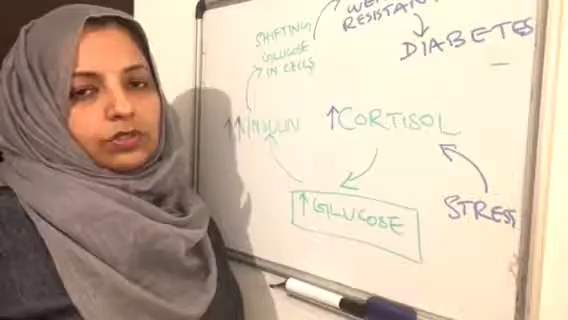 SHIFTING
GLUCOSE
IN CELLS
RESISTAN
DIABETES
↑↑INSULIN
↑CORTISOL
↑GLUCOSE
STRESS